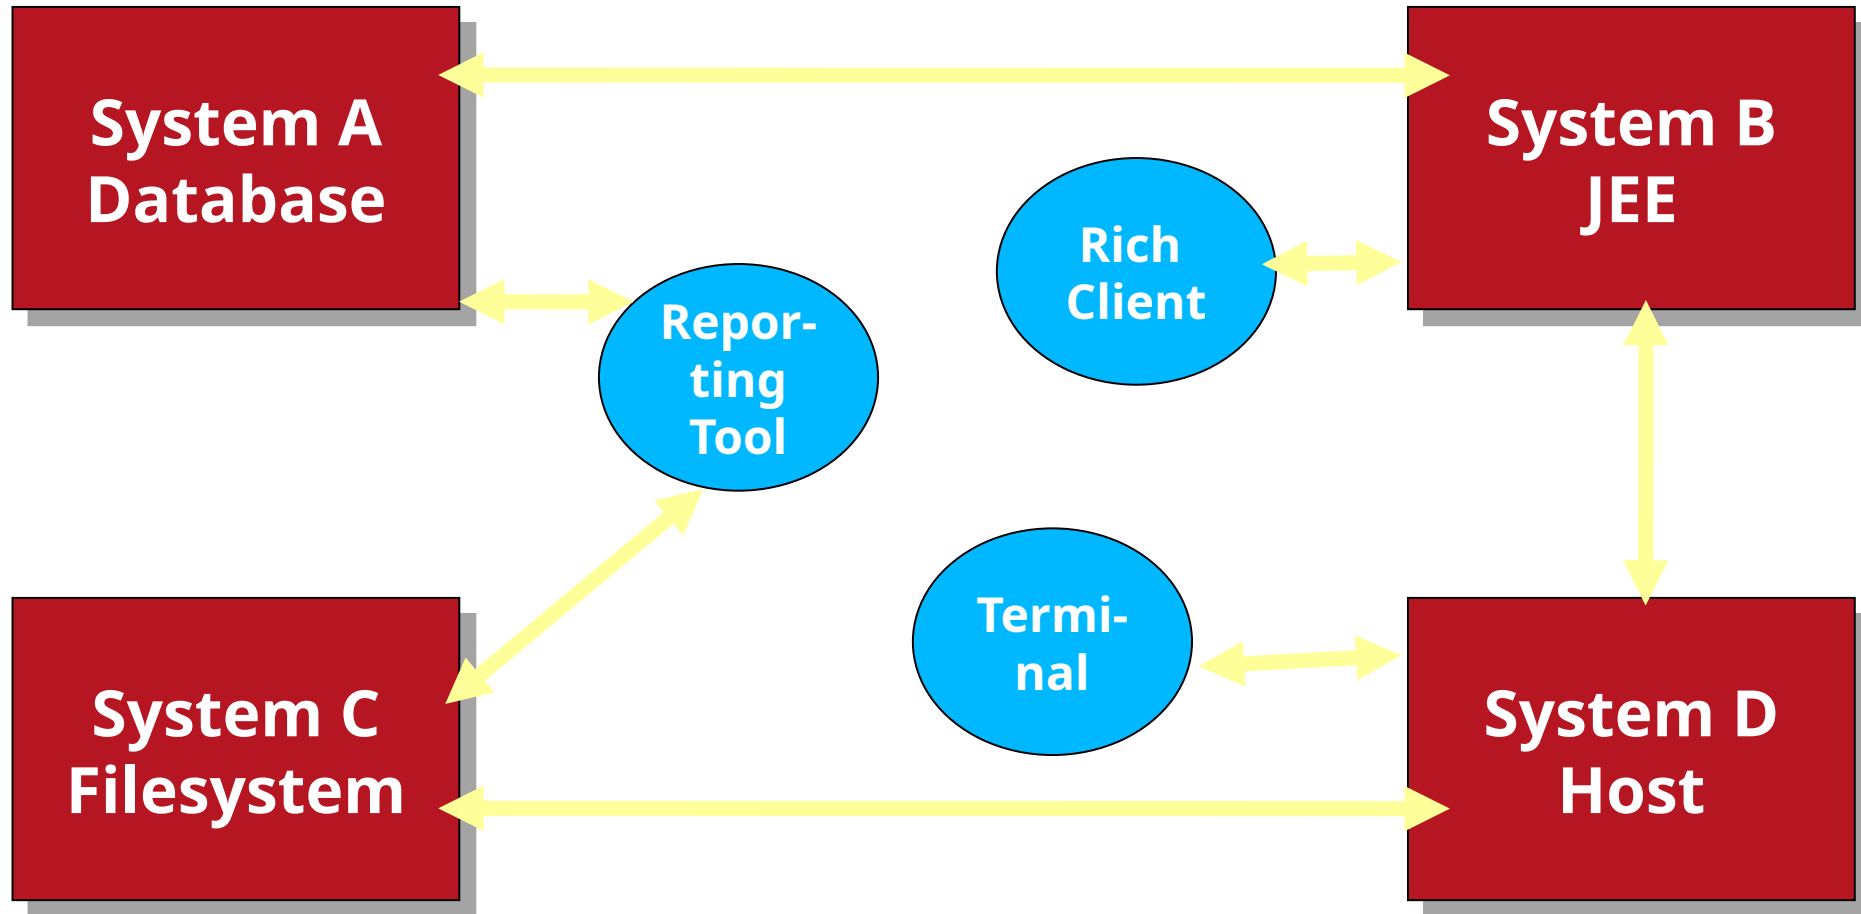 System A
Database
System B
JEE
Rich
Client
Repor-
ting
Tool
Termi-
nal
System C
Filesystem
System D
Host